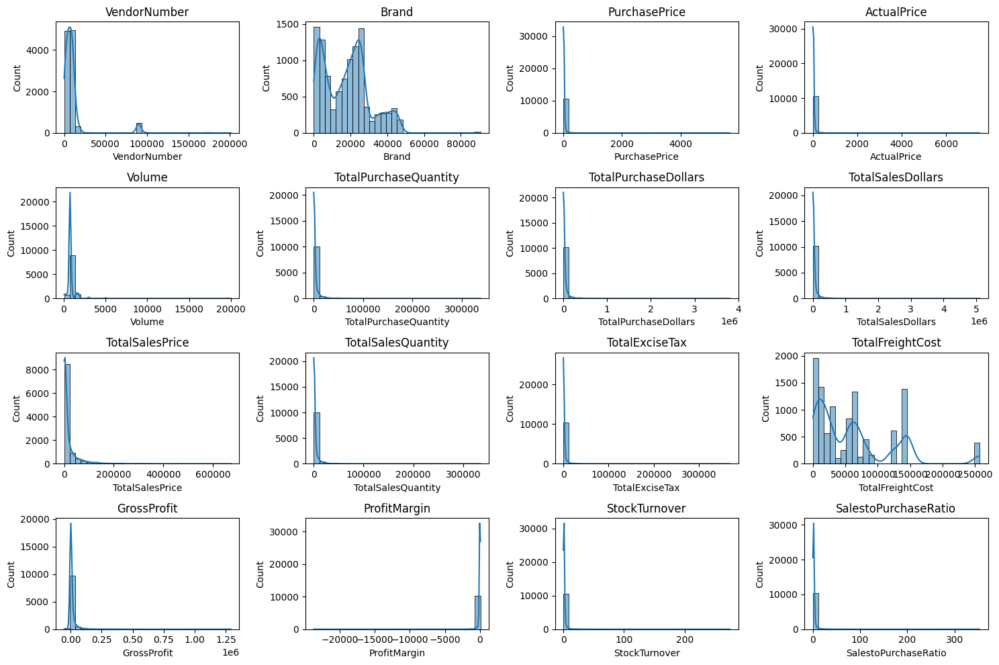 VendorNumber
Count
4000
2000
0
0 50000 100000 150000 200000
VendorNumber
Brand
Count
1500
1000
500
0
0 20000 40000 60000 80000
Brand
PurchasePrice
Count
30000
20000
10000
0
0 2000 4000
PurchasePrice
ActualPrice
Count
30000
20000
10000
0
0 2000 4000 6000
ActualPrice
Volume
Count
20000
15000
10000
5000
0
0 5000 10000 15000 20000
Volume
TotalPurchaseQuantity
Count
20000
15000
10000
5000
0
0 100000 200000 300000
TotalPurchaseQuantity
TotalPurchaseDollars
Count
20000
15000
10000
5000
0
0 1 2 3 4
1e6
TotalPurchaseDollars
TotalSalesDollars
Count
20000
15000
10000
5000
0
0 1 2 3 4 5
1e6
TotalSalesDollars
TotalSalesPrice
Count
8000
6000
4000
2000
0
0 200000 400000 600000
TotalSalesPrice
TotalSalesQuantity
Count
20000
15000
10000
5000
0
0 100000 200000 300000
TotalSalesQuantity
TotalExciseTax
Count
20000
10000
0
0 100000 200000 300000
TotalExciseTax
TotalFreightCost
Count
2000
1500
1000
500
0
0 50000 100000 150000 200000 250000
TotalFreightCost
GrossProfit
Count
20000
15000
10000
5000
0
0.00 0.25 0.50 0.75 1.00 1.25
1e6
GrossProfit
ProfitMargin
Count
30000
20000
10000
0
−20000 −15000 −10000 −5000 0
ProfitMargin
StockTurnover
Count
30000
20000
10000
0
0 100 200
StockTurnover
SalestoPurchaseRatio
Count
30000
20000
10000
0
0 100 200 300
SalestoPurchaseRatio